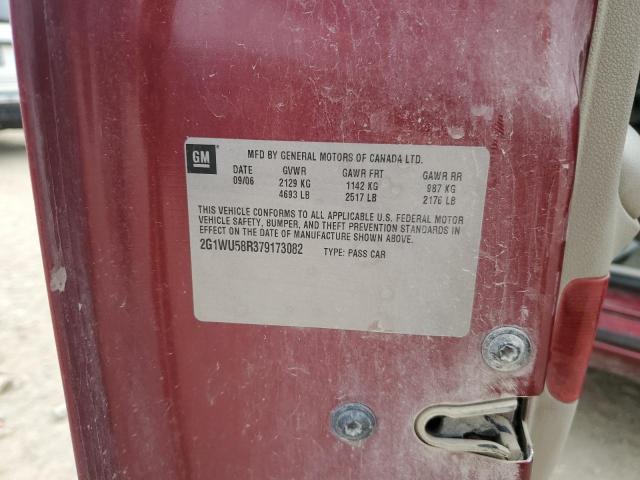 GM MFD BY GENERAL MOTORS OF CANADA LTD.
DATE GVWR GAWR FRT GAWR RR
09/06 2129 KG 1142 KG 987 KG
4693 LB 2517 LB 2176 LB
THIS VEHICLE CONFORMS TO ALL APPLICABLE U.S. FEDERAL MOTOR
VEHICLE SAFETY, BUMPER, AND THEFT PREVENTION STANDARDS IN
EFFECT ON THE DATE OF MANUFACTURE SHOWN ABOVE.
2G1WU58R379173082 TYPE: PASS CAR